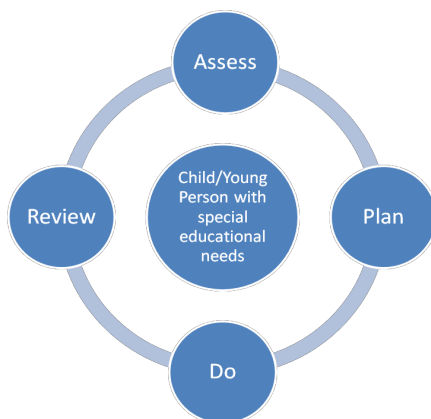 Assess
Child/Young
Person with
special
educational
needs
Review
Plan
Do